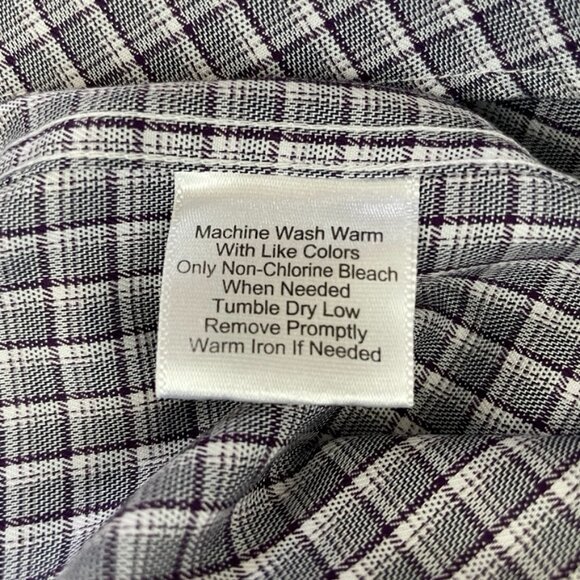 Machine Wash Warm
With Like Colors
Only Non-Chlorine Bleach
When Needed
Tumble Dry Low
Remove Promptly
Warm Iron If Needed